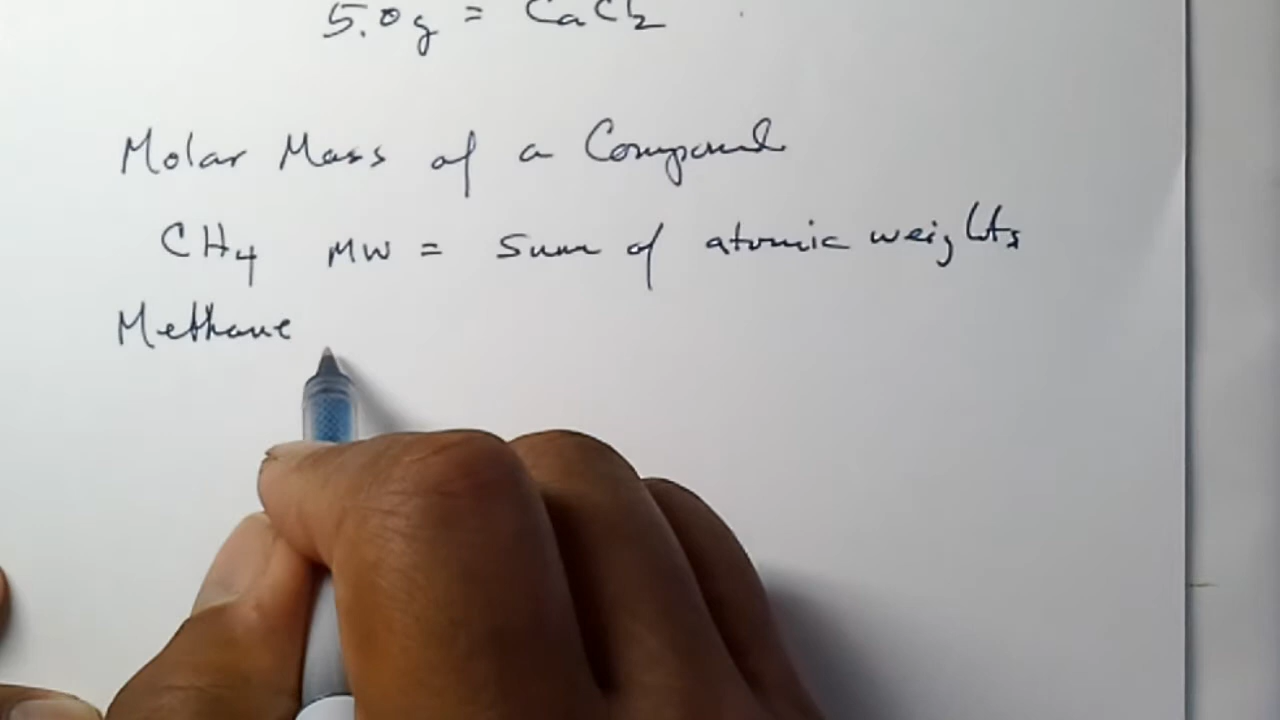 5.0g = CaCl2
Molar Mass of a Compound
CH4 MW = Sum of atomic weights
Methane